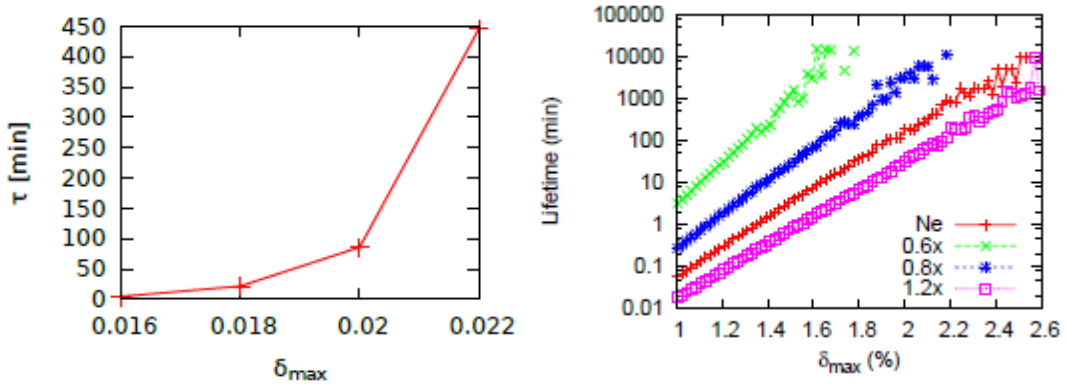 450
400
350
300
250
200
150
100
50
0
τ [min]
0.016 0.018 0.02 0.022
δmax
100000
10000
1000
100
10
1
0.1
0.01
Lifetime (min)
Ne
0.6x
0.8x
1.2x
1 1.2 1.4 1.6 1.8 2 2.2 2.4 2.6
δmax (%)